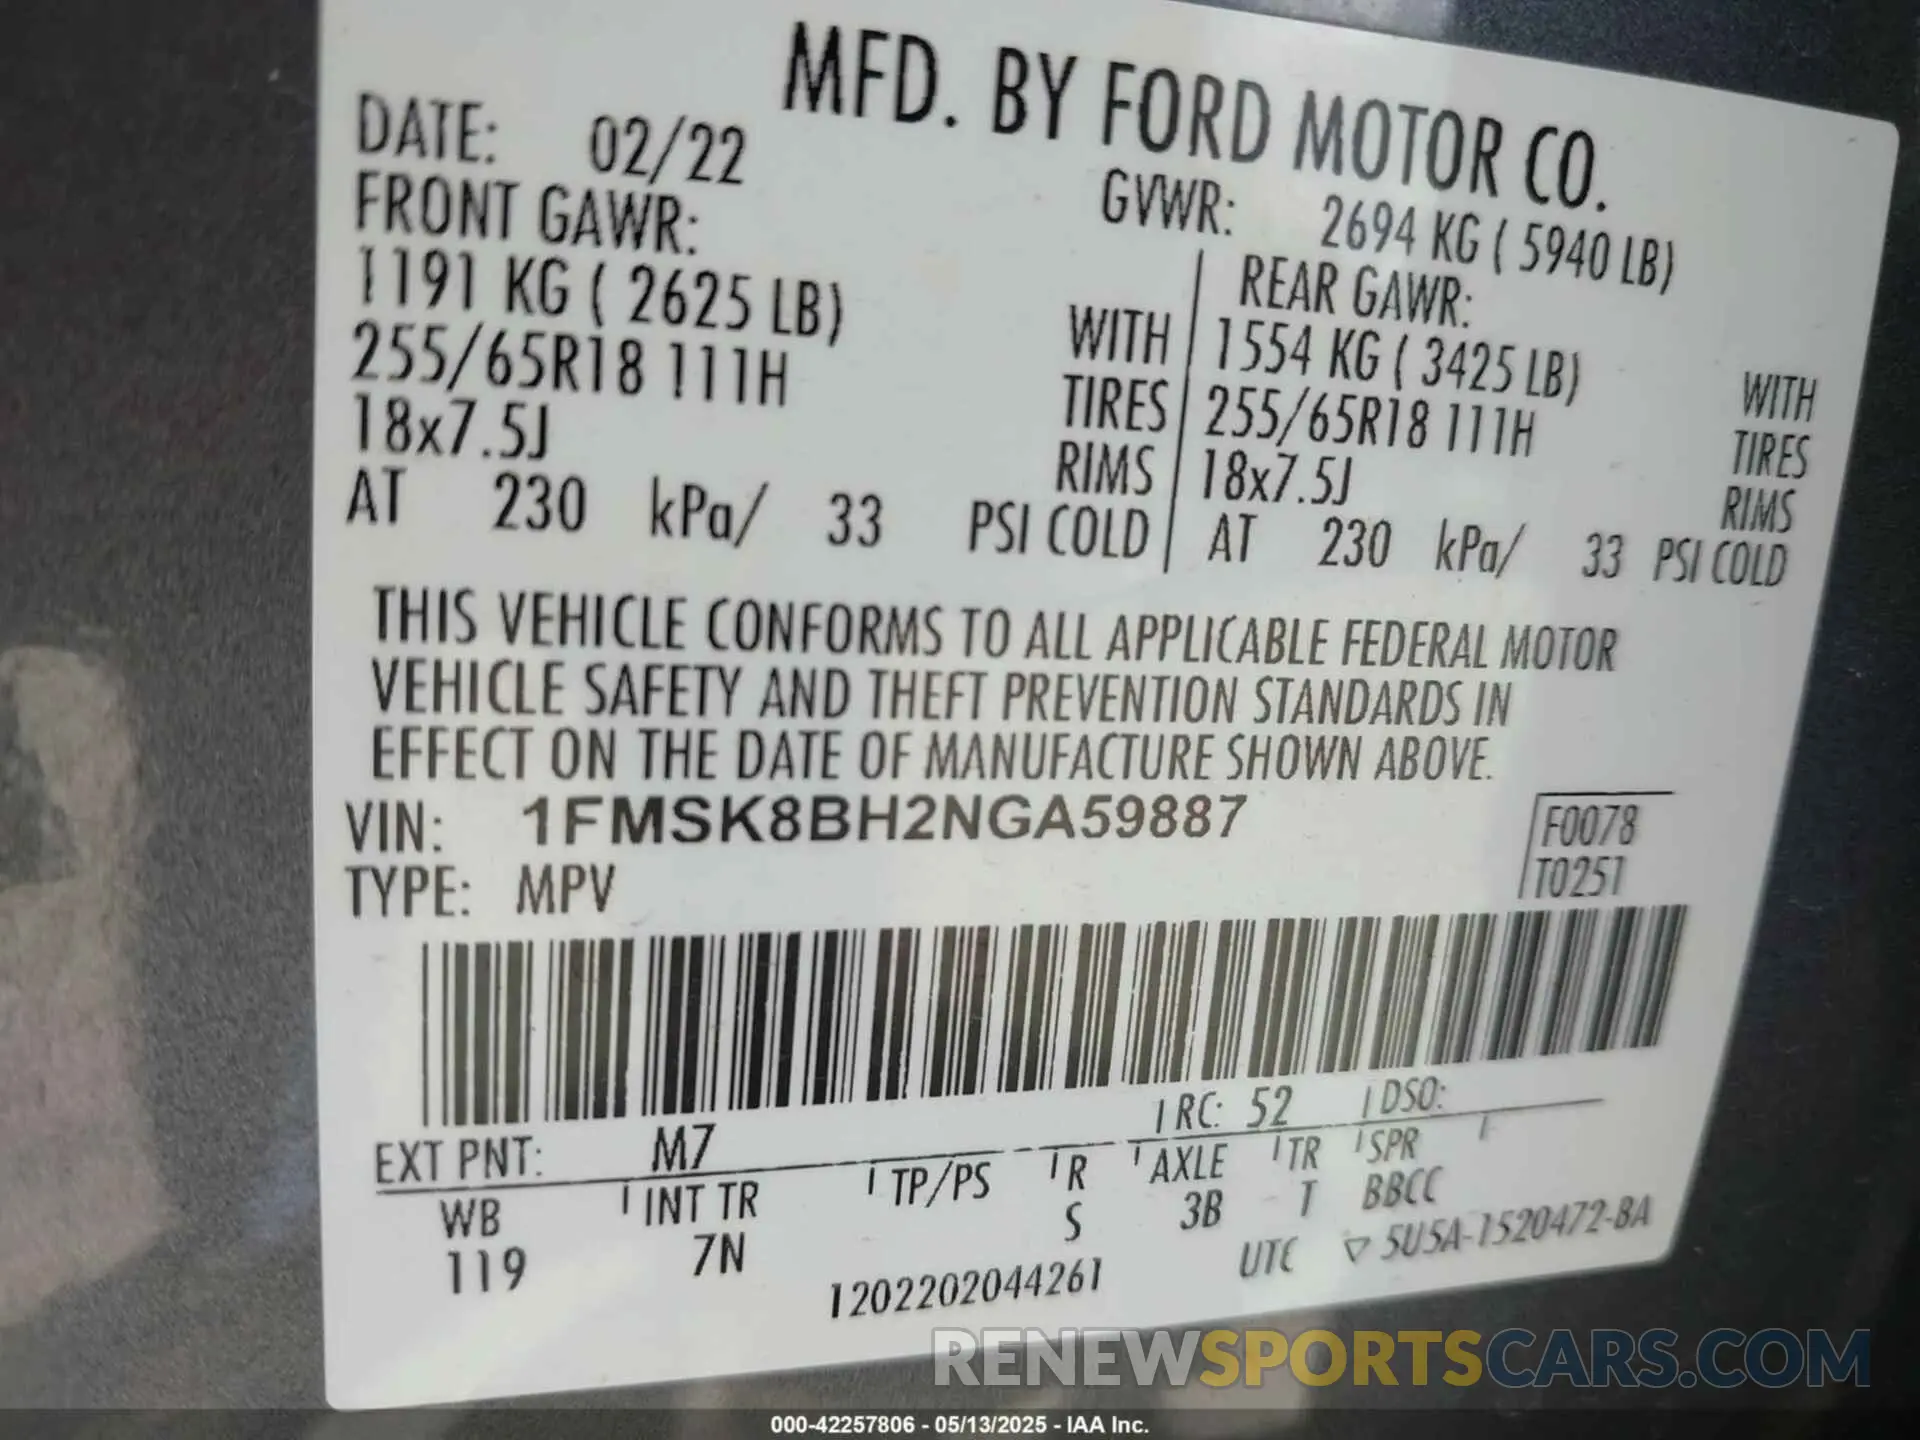 MFD. BY FORD MOTOR CO.
DATE: 02/22
GVWR: 2694 KG ( 5940 LB)
FRONT GAWR:
REAR GAWR:
1191 KG ( 2625 LB) WITH
1554 KG ( 3425 LB) WITH
255/65R18 111H TIRES
255/65R18 111H TIRES
18x7.5J RIMS
18x7.5J RIMS
AT 230 kPa/ 33 PSI COLD
AT 230 kPa/ 33 PSI COLD
THIS VEHICLE CONFORMS TO ALL APPLICABLE FEDERAL MOTOR
VEHICLE SAFETY AND THEFT PREVENTION STANDARDS IN
EFFECT ON THE DATE OF MANUFACTURE SHOWN ABOVE.
VIN: 1FMSK8BH2NGA59887
TYPE: MPV
F0078
T0251
EXT PNT: M7 RC: 52 DSO:
WB INT TR TP/PS R AXLE TR SPR
119 7N S 3B T BBCC
1202202044261 UTC ▽ 5U5A-1520472-BA
RENEWSPORTSCARS.COM
000-42257806 - 05/13/2025 - IAA Inc.